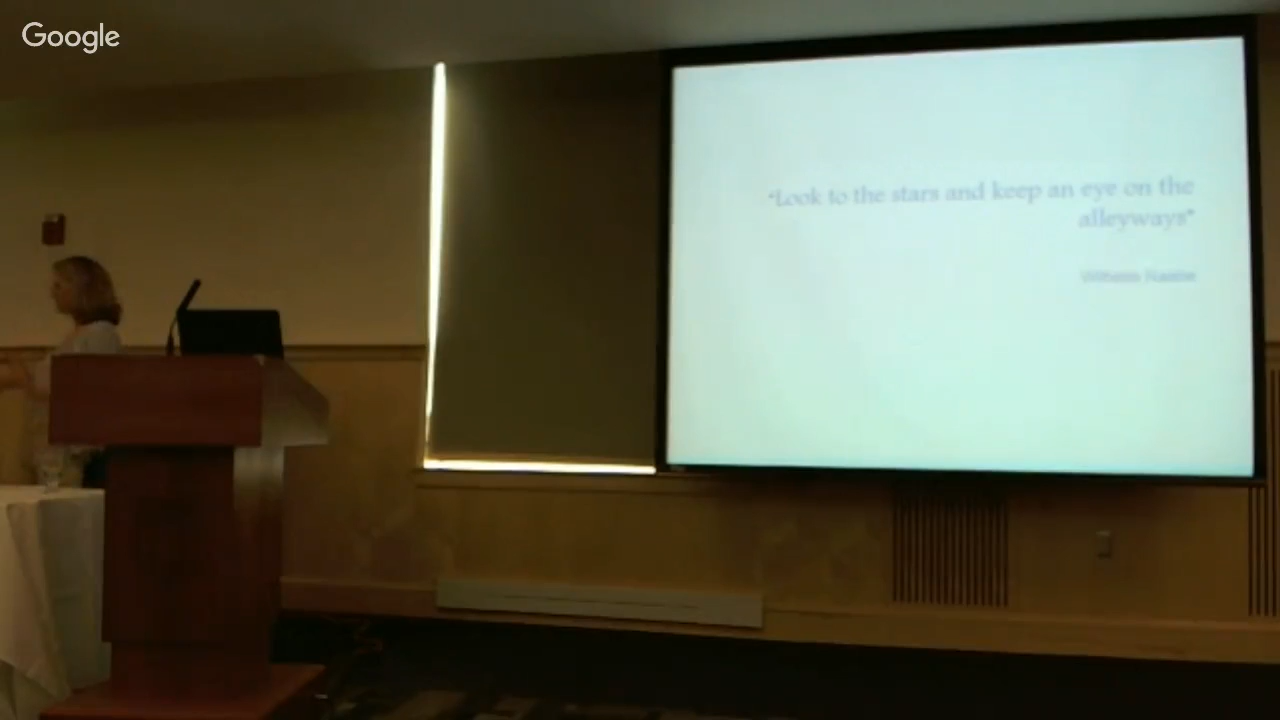 Google
"Look to the stars and keep an eye on the
alleyways"